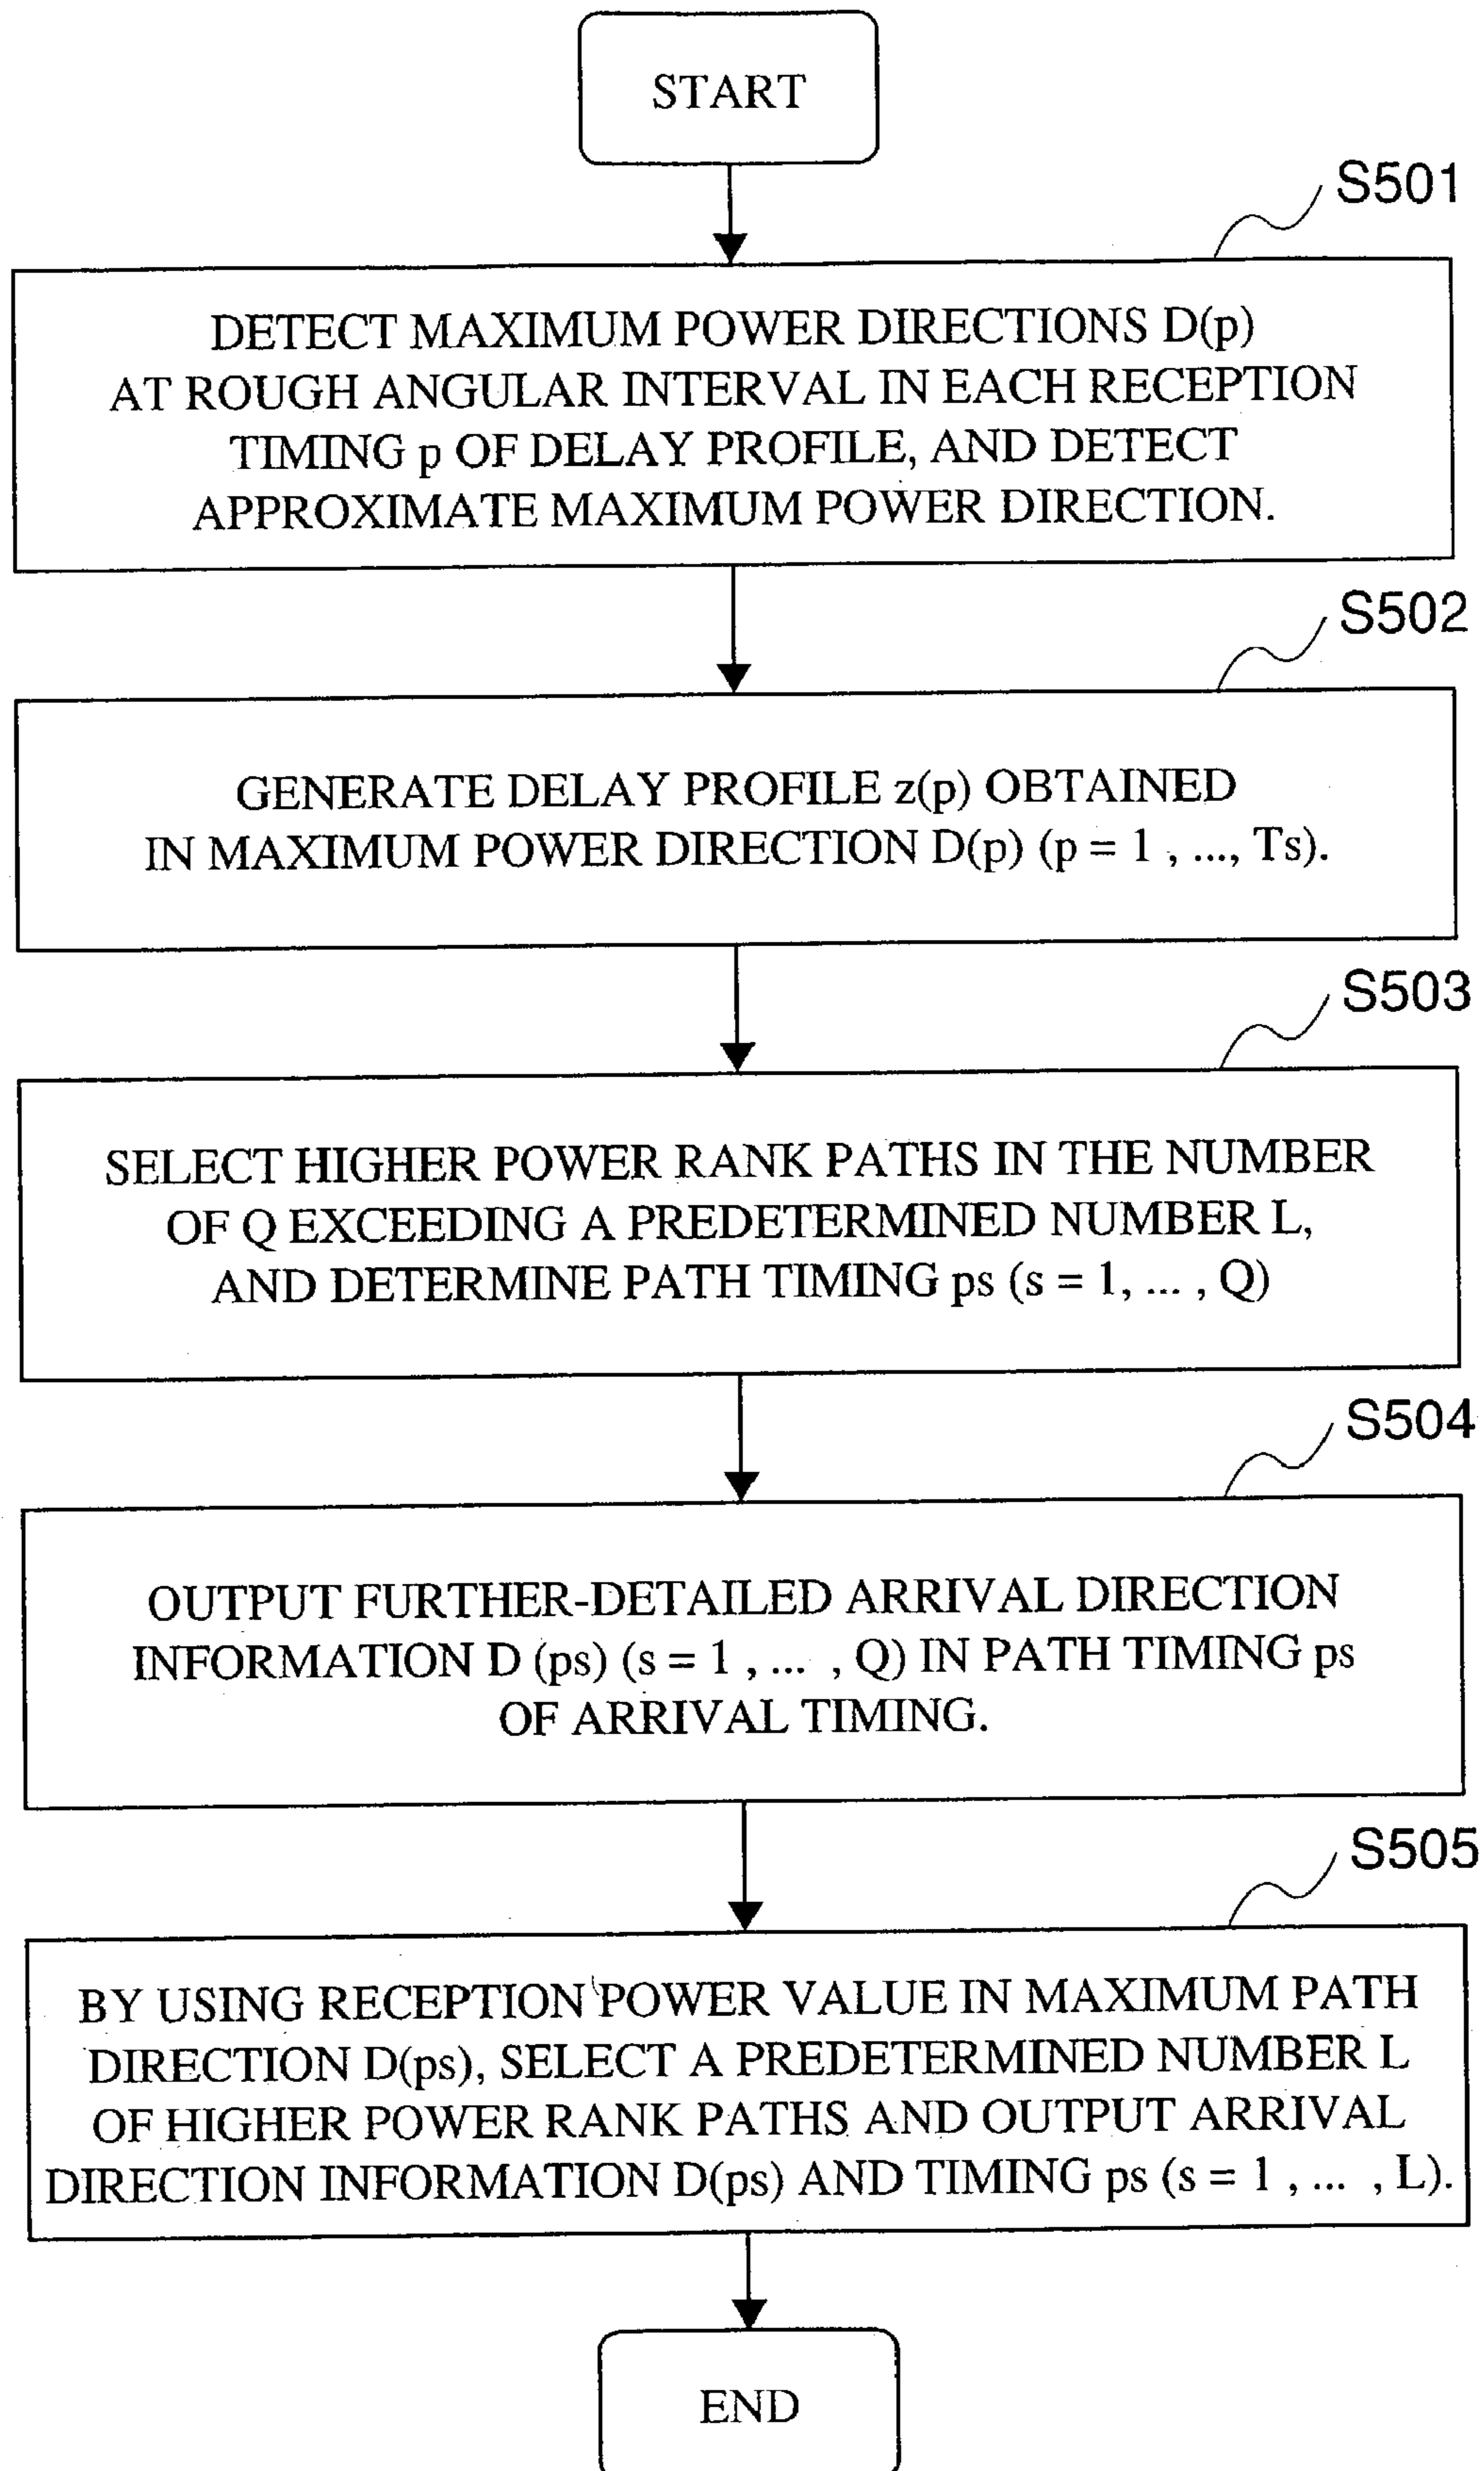 START
S501
DETECT MAXIMUM POWER DIRECTIONS D(p)
AT ROUGH ANGULAR INTERVAL IN EACH RECEPTION
TIMING p OF DELAY PROFILE, AND DETECT
APPROXIMATE MAXIMUM POWER DIRECTION.
S502
GENERATE DELAY PROFILE z(p) OBTAINED
IN MAXIMUM POWER DIRECTION D(p) (p = 1 , ..., Ts).
S503
SELECT HIGHER POWER RANK PATHS IN THE NUMBER
OF Q EXCEEDING A PREDETERMINED NUMBER L,
AND DETERMINE PATH TIMING ps (s = 1, ... , Q)
S504
OUTPUT FURTHER-DETAILED ARRIVAL DIRECTION
INFORMATION D (ps) (s = 1 , ... , Q) IN PATH TIMING ps
OF ARRIVAL TIMING.
S505
BY USING RECEPTION POWER VALUE IN MAXIMUM PATH
DIRECTION D(ps), SELECT A PREDETERMINED NUMBER L
OF HIGHER POWER RANK PATHS AND OUTPUT ARRIVAL
DIRECTION INFORMATION D(ps) AND TIMING ps (s = 1 , ... , L).
END